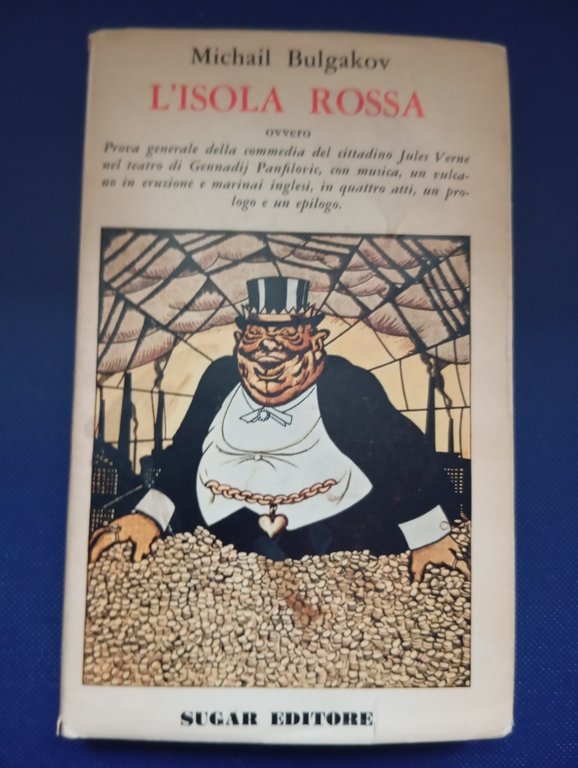 Michail Bulgakov
L'ISOLA ROSSA
ovvero
Prova generale della commedia del cittadino Jules Verne
nel teatro di Gennadij Panfilovic, con musica, un vulca-
no in eruzione e marinai inglesi, in quattro atti, un pro-
logo e un epilogo.
SUGAR EDITORE